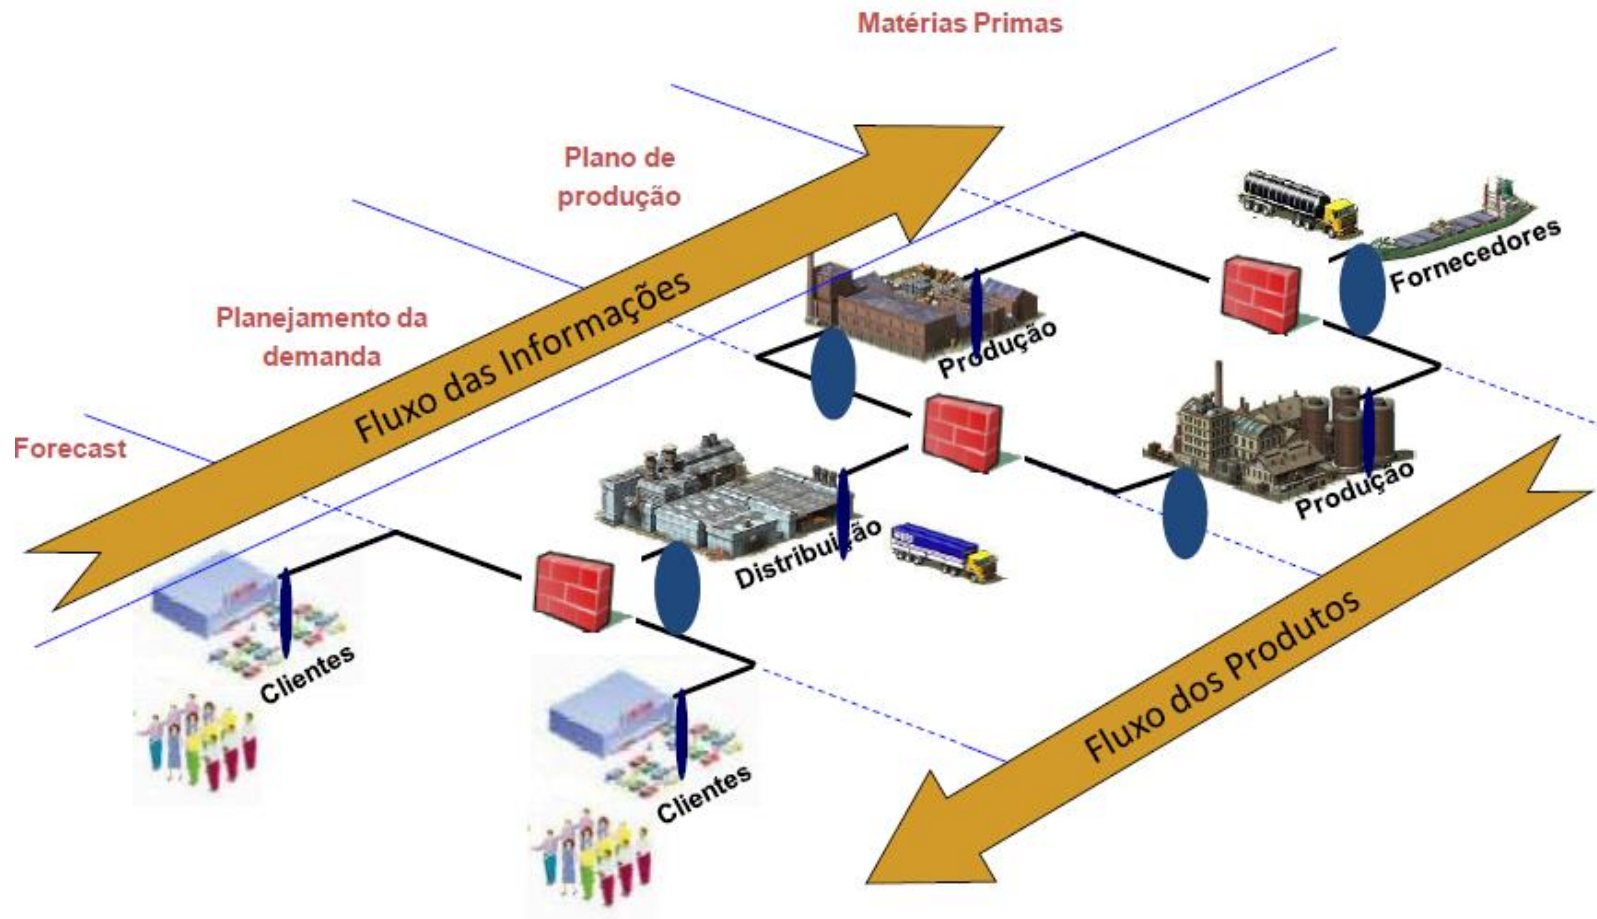 Matérias Primas
Plano de
produção
Planejamento da
demanda
Forecast
Fluxo das Informações
Fornecedores
Produção
Produção
Distribuição
Clientes
Clientes
Fluxo dos Produtos